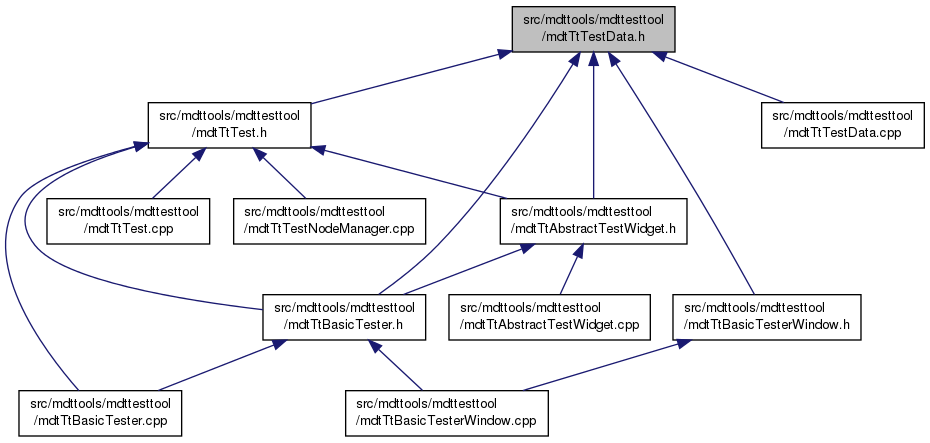 src/mdttools/mdttesttool
/mdtTtTestData.h
src/mdttools/mdttesttool
/mdtTtTest.h
src/mdttools/mdttesttool
/mdtTtTestData.cpp
src/mdttools/mdttesttool
/mdtTtTest.cpp
src/mdttools/mdttesttool
/mdtTtTestNodeManager.cpp
src/mdttools/mdttesttool
/mdtTtAbstractTestWidget.h
src/mdttools/mdttesttool
/mdtTtBasicTester.h
src/mdttools/mdttesttool
/mdtTtAbstractTestWidget.cpp
src/mdttools/mdttesttool
/mdtTtBasicTesterWindow.h
src/mdttools/mdttesttool
/mdtTtBasicTester.cpp
src/mdttools/mdttesttool
/mdtTtBasicTesterWindow.cpp